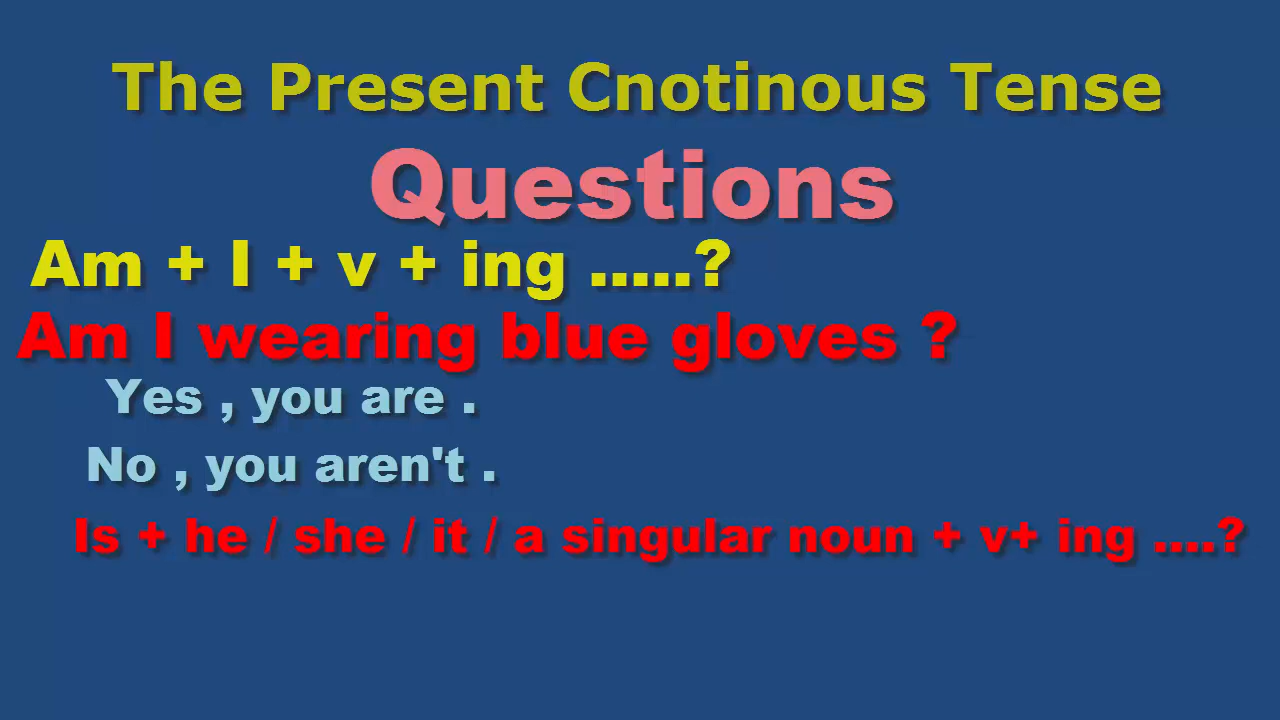 The Present Cnotinous Tense
Questions
Am + I + v + ing .....?
Am I wearing blue gloves ?
Yes , you are .
No , you aren't .
Is + he / she / it / a singular noun + v+ ing ....?